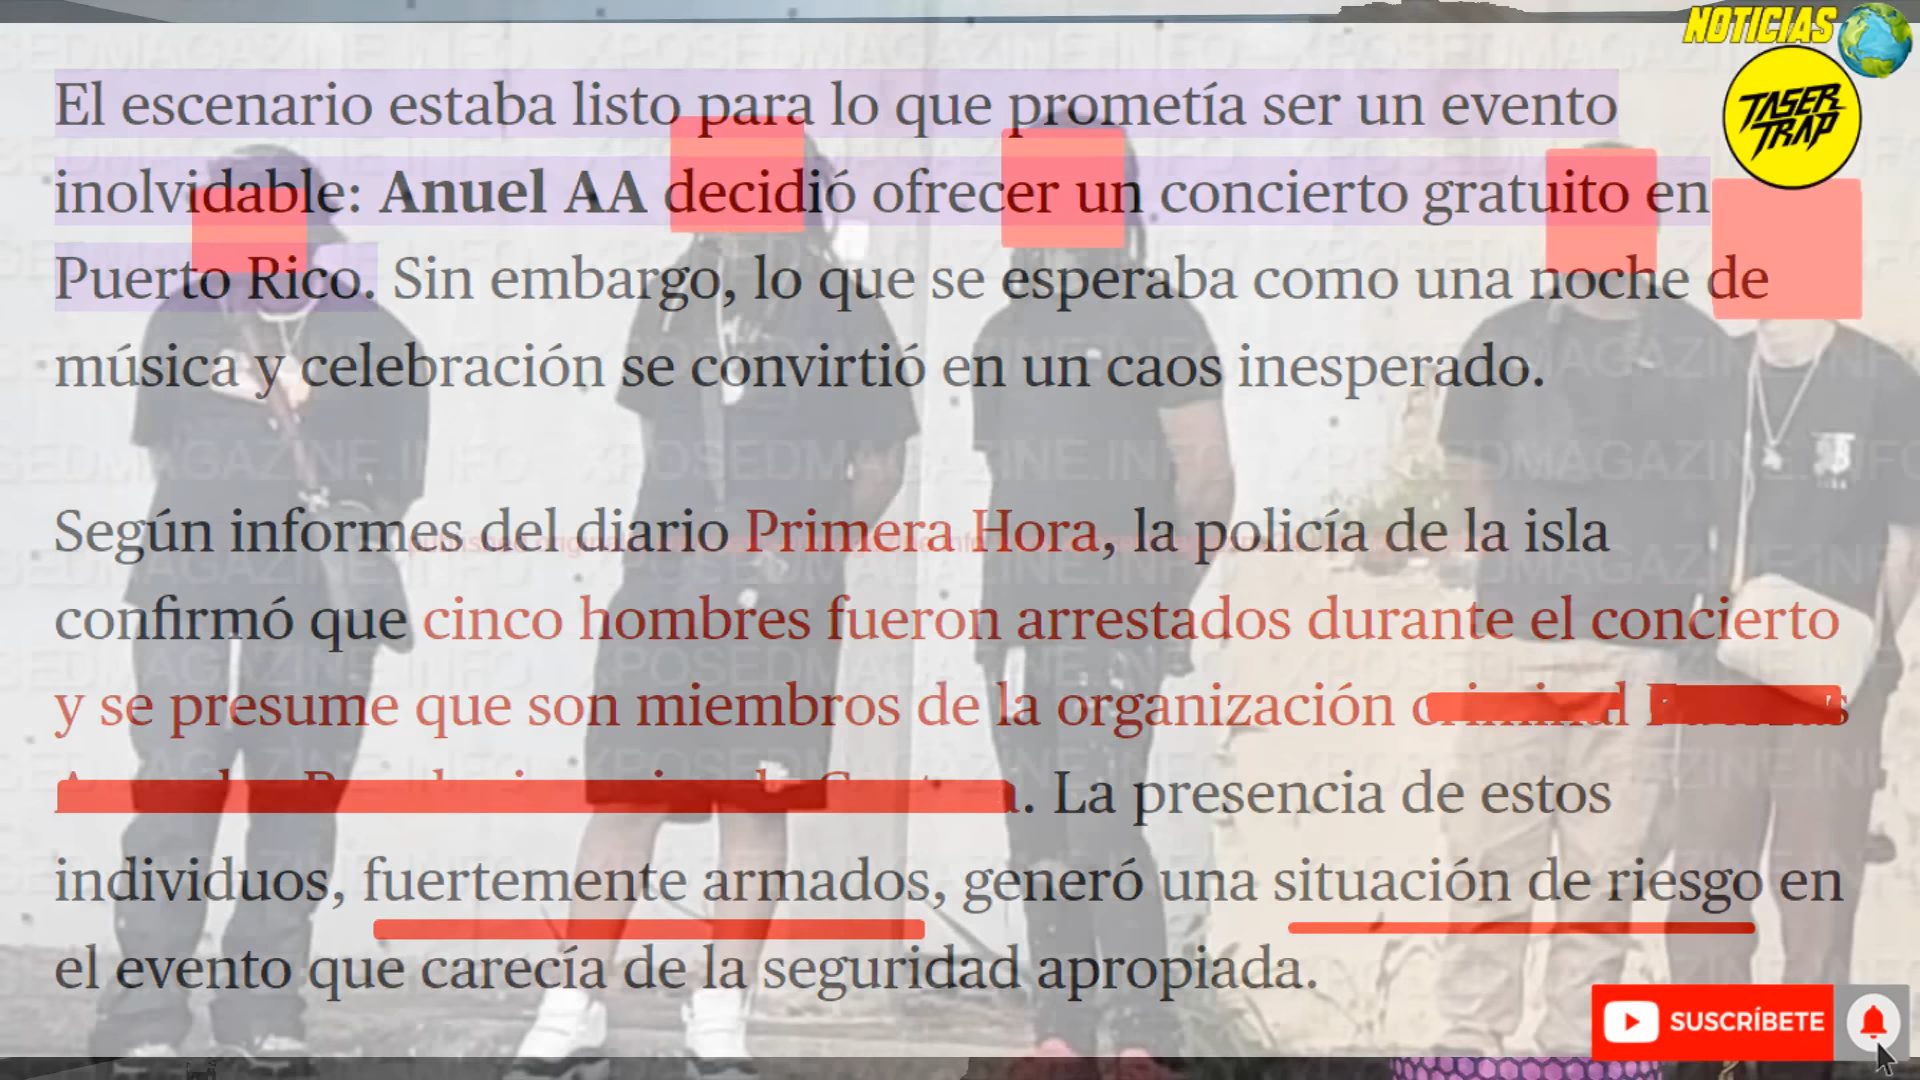 NOTICIAS
TASER
TRAP
El escenario estaba listo para lo que prometía ser un evento
inolvidable: Anuel AA decidió ofrecer un concierto gratuito en
Puerto Rico. Sin embargo, lo que se esperaba como una noche de
música y celebración se convirtió en un caos inesperado.
Según informes del diario Primera Hora, la policía de la isla
confirmó que cinco hombres fueron arrestados durante el concierto
y se presume que son miembros de la organización
La presencia de estos
individuos, fuertemente armados, generó una situación de riesgo en
el evento que carecía de la seguridad apropiada.
SUSCRÍBETE